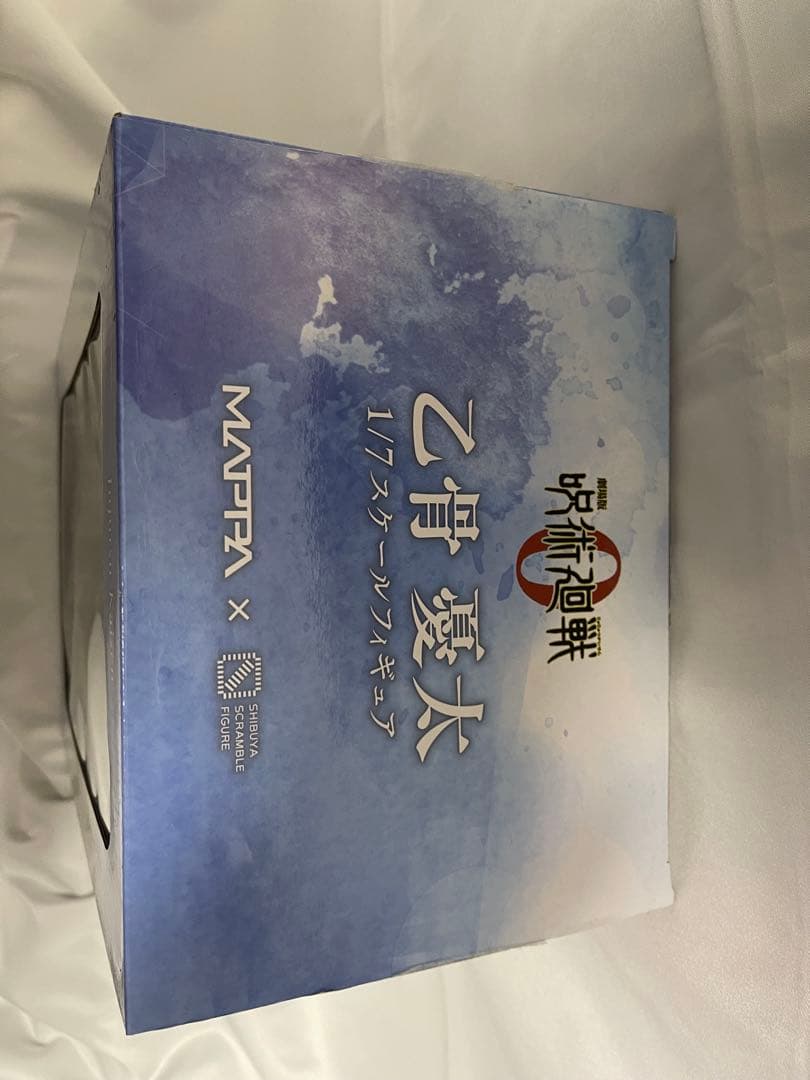 劇場版
呪術廻戦
0
乙骨 憂太
1/7スケールフィギュア
MAPPA × SHIBUYA
SCRAMBLE
FIGURE